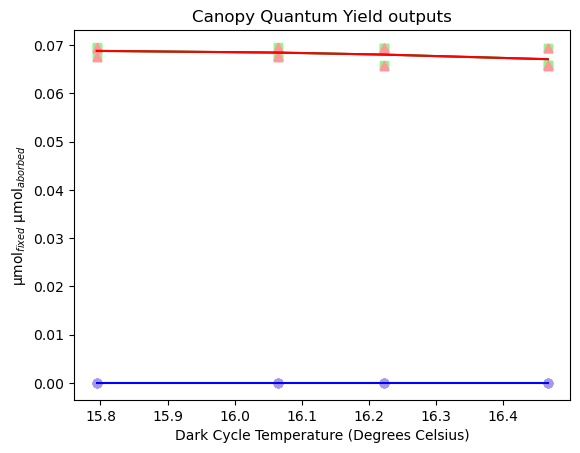 Canopy Quantum Yield outputs
0.07
0.06
0.05
0.04
0.03
0.02
0.01
0.00
µmol_fixed µmol_aborbed
15.8 15.9 16.0 16.1 16.2 16.3 16.4
Dark Cycle Temperature (Degrees Celsius)